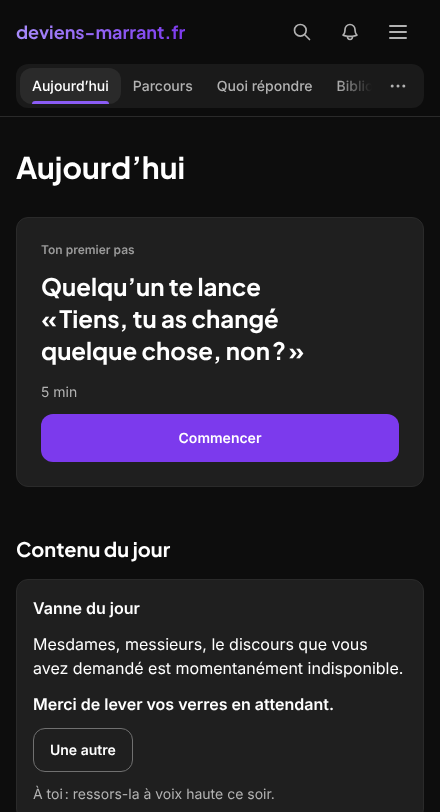 deviens-marrant.fr
Aujourd’hui
Parcours
Quoi répondre
Aujourd’hui
Ton premier pas
Quelqu’un te lance
« Tiens, tu as changé
quelque chose, non ? »
5 min
Commencer
Contenu du jour
Vanne du jour
Mesdames, messieurs, le discours que vous
avez demandé est momentanément indisponible.
Merci de lever vos verres en attendant.
Une autre
À toi : ressors-la à voix haute ce soir.